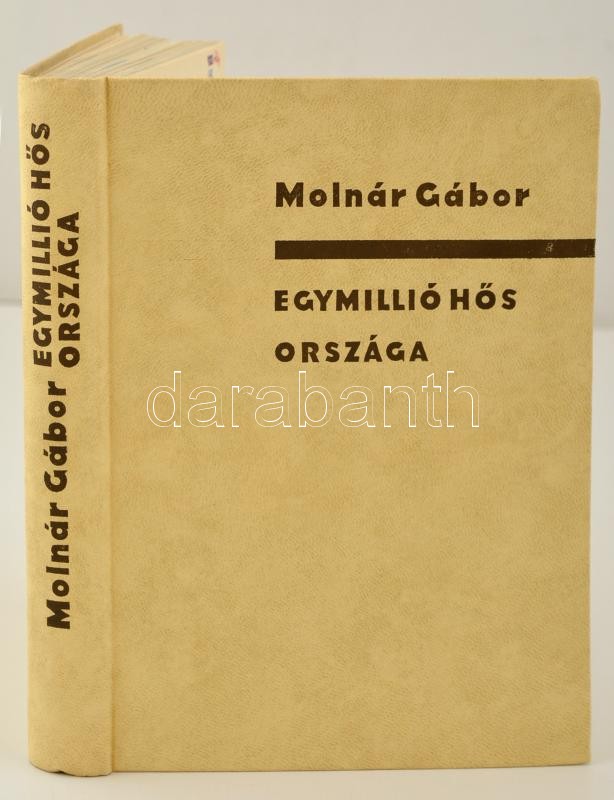 Molnár Gábor EGYMILLIÓ HŐS
ORSZÁGA
Molnár Gábor
EGYMILLIÓ HŐS
ORSZÁGA
darabanth